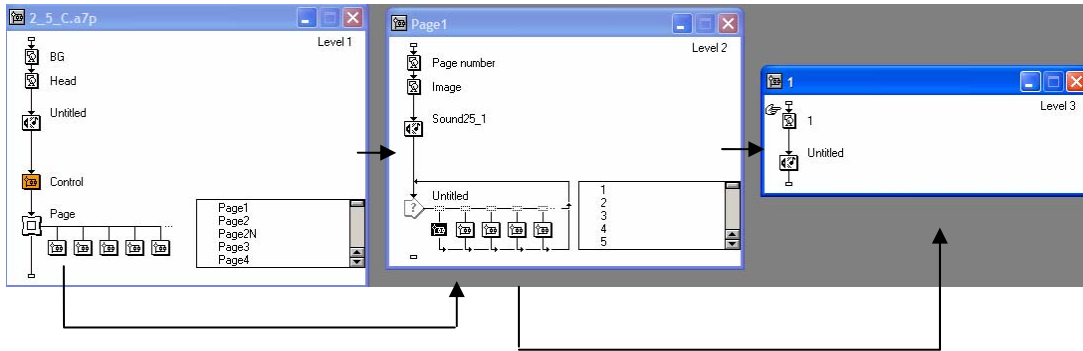 2_5_C.a7p
Level 1
BG
Head
Untitled
Control
Page
Page1
Page2
Page2N
Page3
Page4
Page1
Level 2
Page number
Image
Sound25_1
Untitled
?
1
2
3
4
5
1
Level 3
1
Untitled